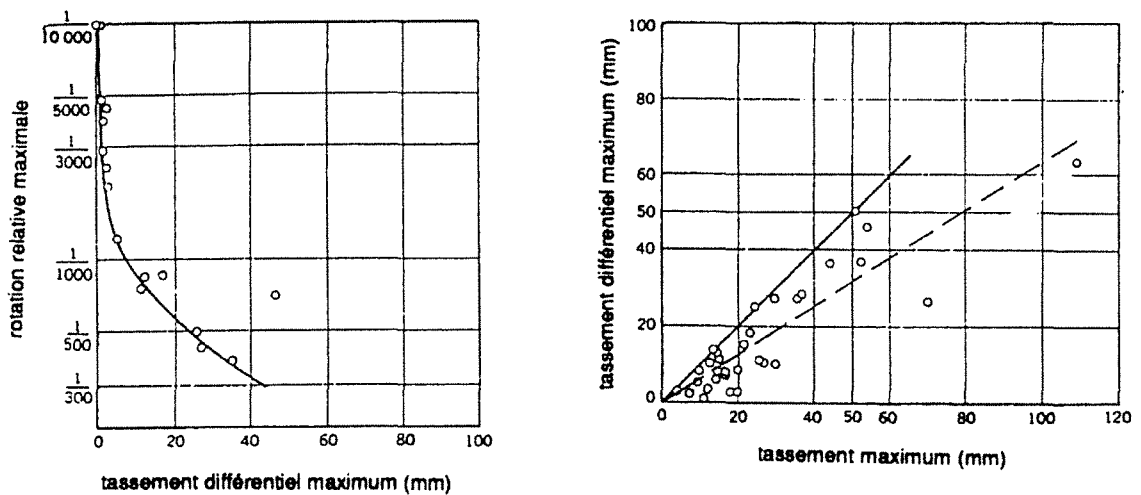 rotation relative maximale
1/10 000
1/5000
1/3000
1/1000
1/500
1/300
0 20 40 60 80 100
tassement différentiel maximum (mm)
tassement différentiel maximum (mm)
100
80
60
50
40
20
0
0 20 40 50 60 80 100 120
tassement maximum (mm)